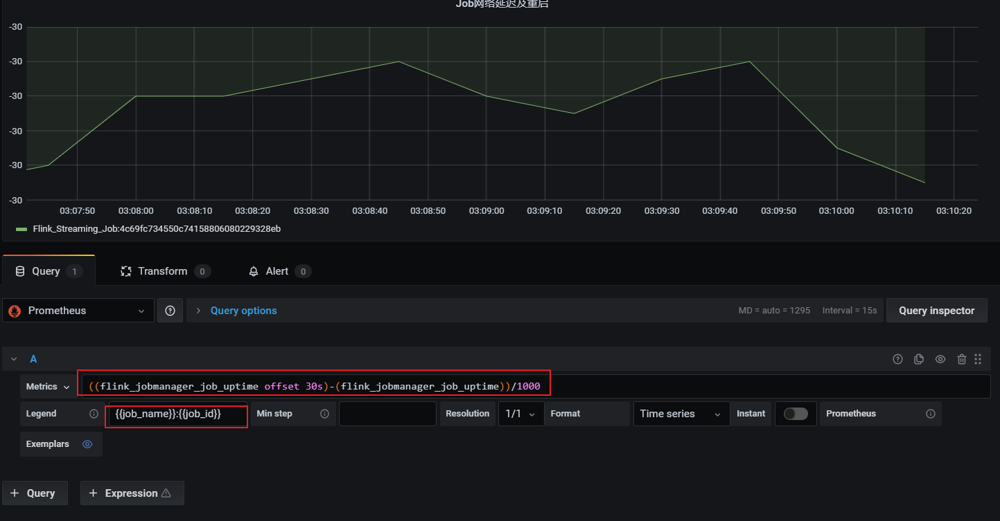 Job网络延迟及重启
-30
-30
-30
-30
-30
-30
03:07:50 03:08:00 03:08:10 03:08:20 03:08:30 03:08:40 03:08:50 03:09:00 03:09:10 03:09:20 03:09:30 03:09:40 03:09:50 03:10:00 03:10:10 03:10:20
Flink_Streaming_Job:4c69fc734550c74158806080229328eb
Query 1 Transform 0 Alert 0
Prometheus Query options MD = auto = 1295 Interval = 15s Query inspector
A
Metrics ((flink_jobmanager_job_uptime offset 30s)-(flink_jobmanager_job_uptime))/1000
Legend {{job_name}}:{{job_id}} Min step Resolution 1/1 Format Time series Instant Prometheus
Exemplars
+ Query + Expression